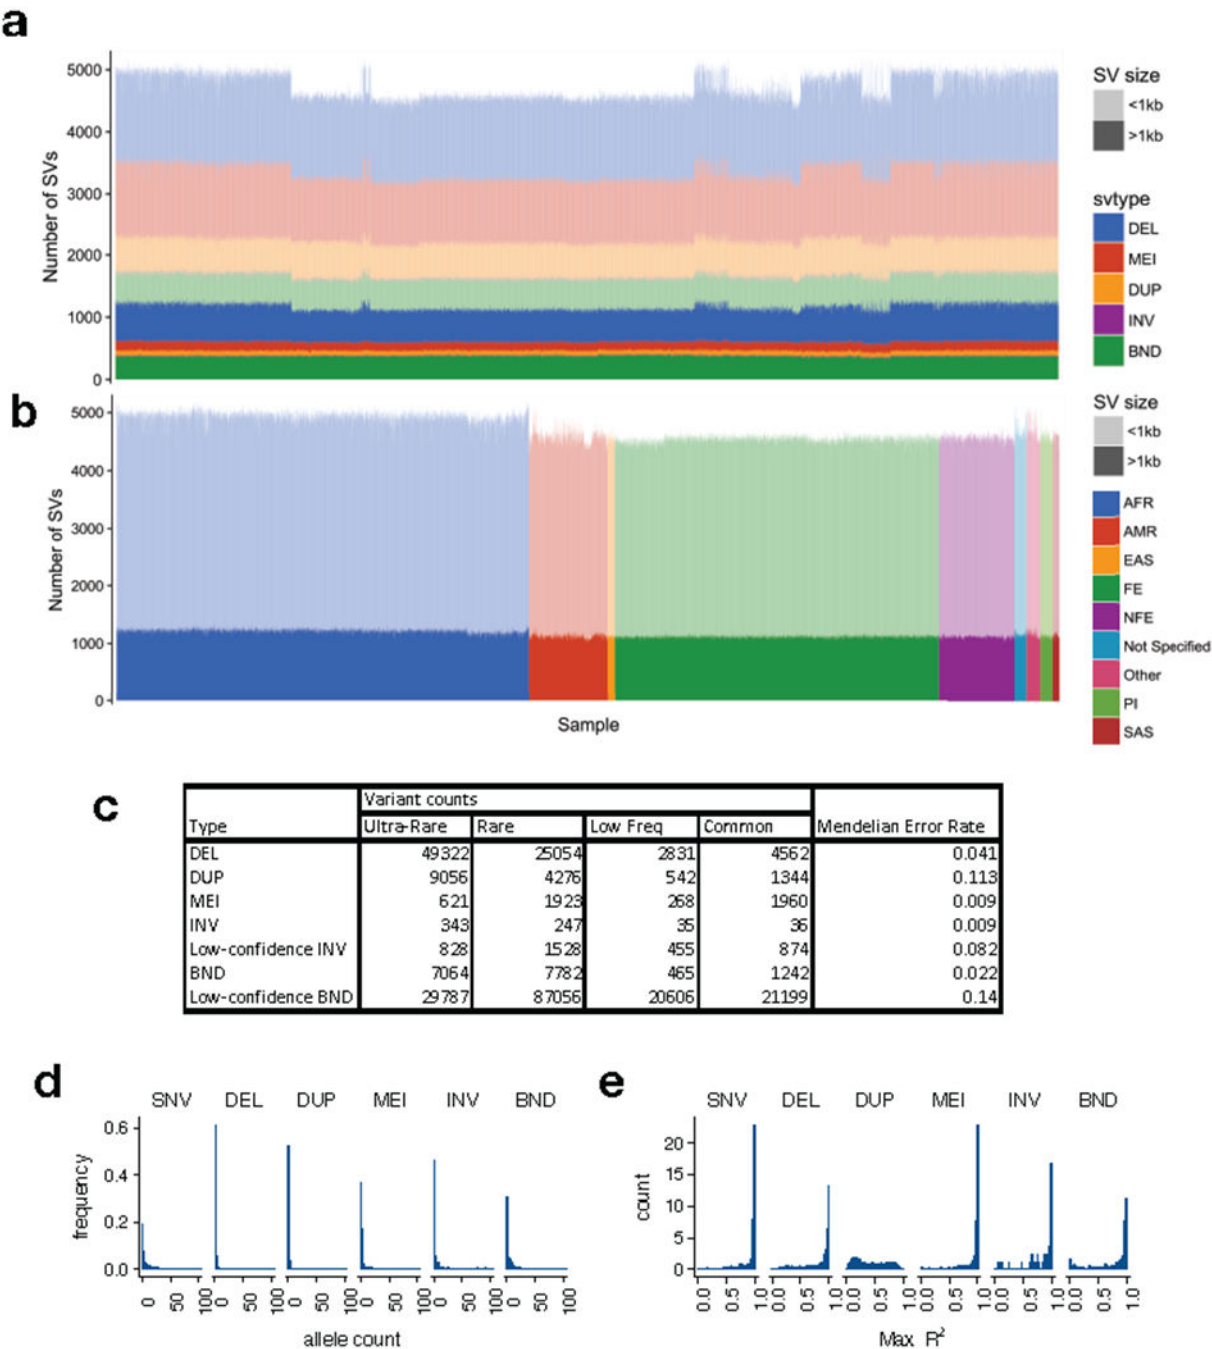 a
Number of SVs
5000
4000
3000
2000
1000
0
SV size
<1kb
>1kb
svtype
DEL
MEI
DUP
INV
BND
b
Number of SVs
5000
4000
3000
2000
1000
0
Sample
SV size
<1kb
>1kb
AFR
AMR
EAS
FE
NFE
Not Specified
Other
PI
SAS
c
Variant counts
Type Ultra-Rare Rare Low Freq Common Mendelian Error Rate
DEL 49322 25054 2831 4562 0.041
DUP 9056 4276 542 1344 0.113
MEI 621 1923 268 1960 0.009
INV 343 247 35 36 0.009
Low-confidence INV 828 1528 455 874 0.082
BND 7064 7782 465 1242 0.022
Low-confidence BND 29787 87056 20606 21199 0.14
d
SNV DEL DUP MEI INV BND
frequency
0.6
0.4
0.2
0.0
0 50 100 0 50 100 0 50 100 0 50 100 0 50 100 0 50 100
allele count
e
SNV DEL DUP MEI INV BND
count
20
15
10
5
0
0.0 0.5 1.0 0.0 0.5 1.0 0.0 0.5 1.0 0.0 0.5 1.0 0.0 0.5 1.0 0.0 0.5 1.0
Max R²